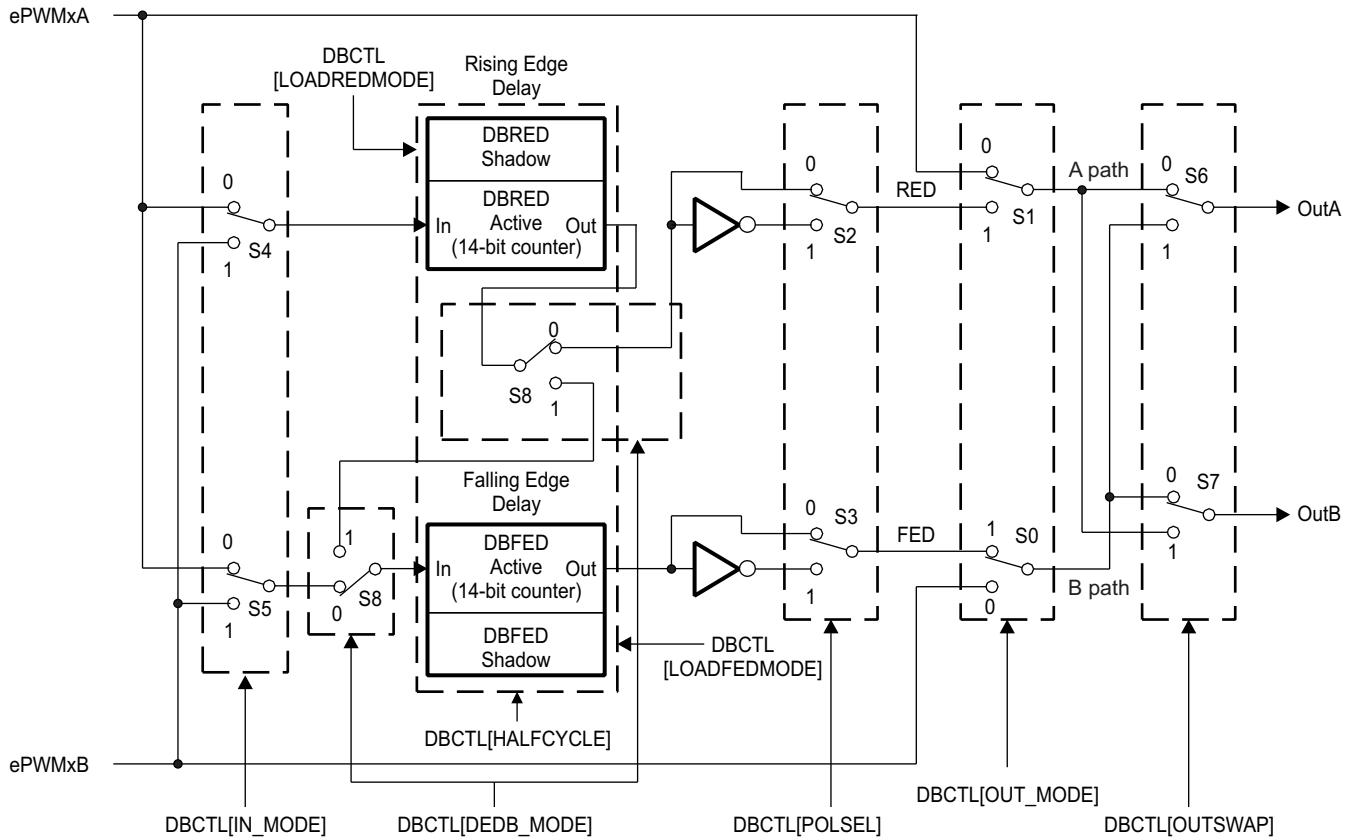 ePWMxA
DBCTL
[LOADREDMODE]
Rising Edge
Delay
DBRED
Shadow
DBRED
Active
(14-bit counter)
In
Out
0
S4
1
0
S2
1
RED
0
S1
1
A path
0
S6
1
OutA
0
S8
1
Falling Edge
Delay
0
S5
1
1
S8
0
DBFED
Active
(14-bit counter)
In
Out
DBFED
Shadow
0
S3
1
FED
1
S0
0
B path
0
S7
1
OutB
DBCTL
[LOADFEDMODE]
DBCTL[HALFCYCLE]
ePWMxB
DBCTL[IN_MODE]
DBCTL[DEDB_MODE]
DBCTL[POLSEL]
DBCTL[OUT_MODE]
DBCTL[OUTSWAP]